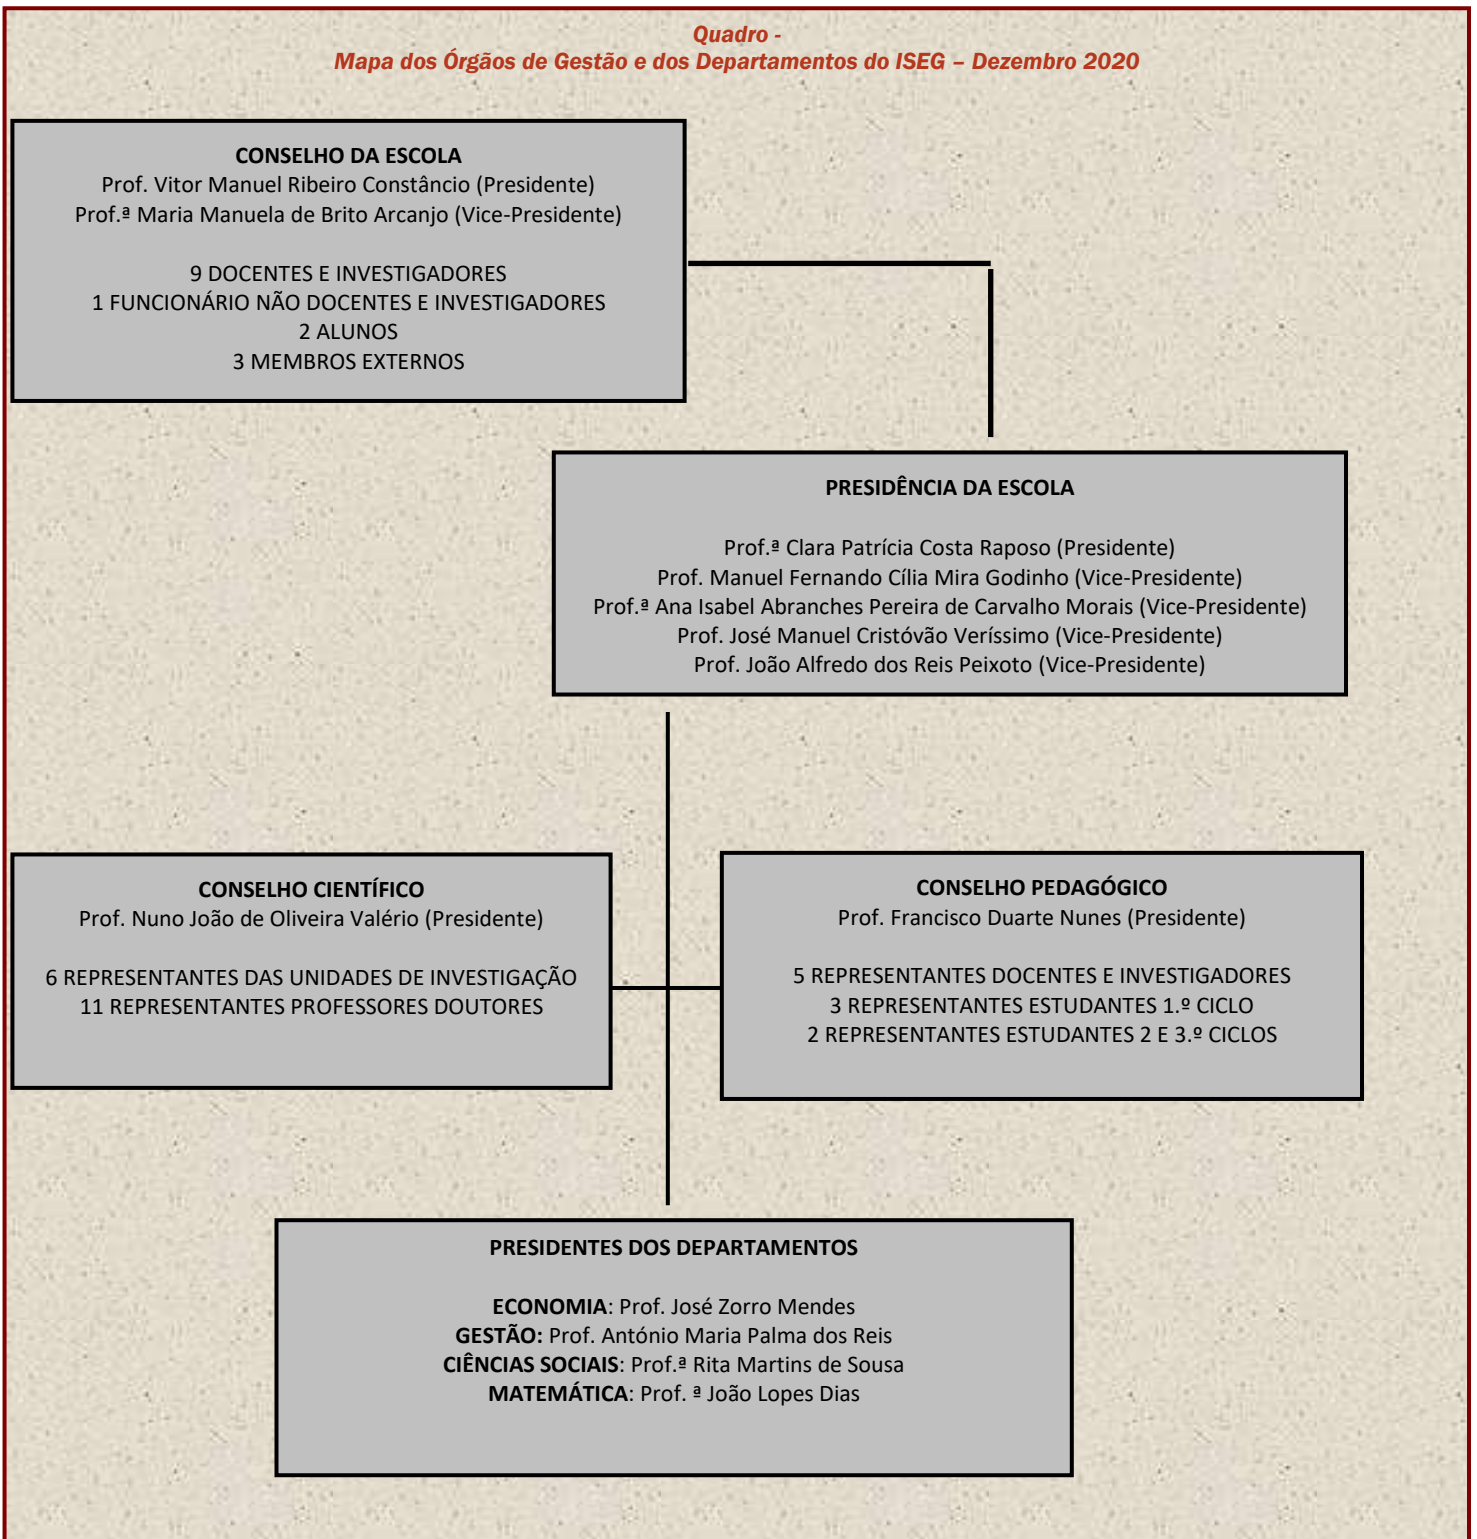 Quadro -
Mapa dos Órgãos de Gestão e dos Departamentos do ISEG – Dezembro 2020
CONSELHO DA ESCOLA
Prof. Vitor Manuel Ribeiro Constâncio (Presidente)
Prof.ª Maria Manuela de Brito Arcanjo (Vice-Presidente)
9 DOCENTES E INVESTIGADORES
1 FUNCIONÁRIO NÃO DOCENTES E INVESTIGADORES
2 ALUNOS
3 MEMBROS EXTERNOS
PRESIDÊNCIA DA ESCOLA
Prof.ª Clara Patrícia Costa Raposo (Presidente)
Prof. Manuel Fernando Cília Mira Godinho (Vice-Presidente)
Prof.ª Ana Isabel Abranches Pereira de Carvalho Morais (Vice-Presidente)
Prof. José Manuel Cristóvão Veríssimo (Vice-Presidente)
Prof. João Alfredo dos Reis Peixoto (Vice-Presidente)
CONSELHO CIENTÍFICO
Prof. Nuno João de Oliveira Valério (Presidente)
6 REPRESENTANTES DAS UNIDADES DE INVESTIGAÇÃO
11 REPRESENTANTES PROFESSORES DOUTORES
CONSELHO PEDAGÓGICO
Prof. Francisco Duarte Nunes (Presidente)
5 REPRESENTANTES DOCENTES E INVESTIGADORES
3 REPRESENTANTES ESTUDANTES 1.º CICLO
2 REPRESENTANTES ESTUDANTES 2 E 3.º CICLOS
PRESIDENTES DOS DEPARTAMENTOS
ECONOMIA: Prof. José Zorro Mendes
GESTÃO: Prof. António Maria Palma dos Reis
CIÊNCIAS SOCIAIS: Prof.ª Rita Martins de Sousa
MATEMÁTICA: Prof. ª João Lopes Dias